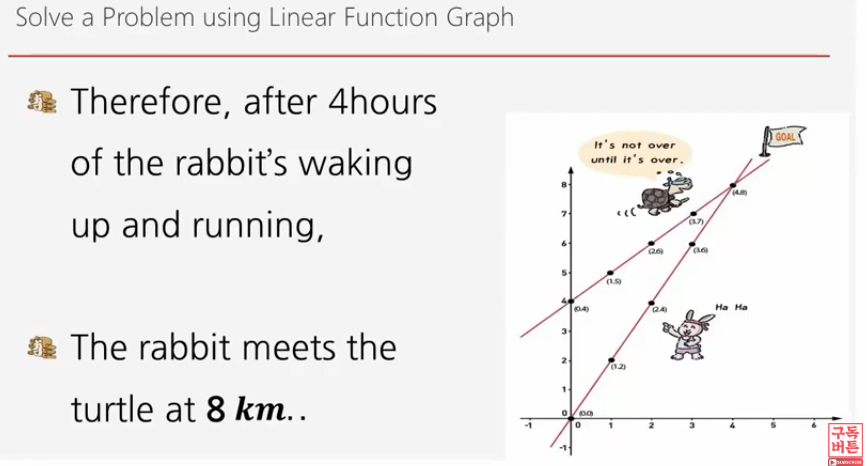 Solve a Problem using Linear Function Graph
Therefore, after 4hours
of the rabbit's waking
up and running,
The rabbit meets the
turtle at 8 km..
It's not over
until it's over.
GOAL
8
(4.8)
7
(3.7)
6
(2.6)
(3.6)
5
(1.5)
4
(0.4)
(2.4)
Ha Ha
3
2
(1.2)
1
0
(0.0)
-1
0
1
2
3
4
5
6
-1
구독
버튼
SUBSCRIBE